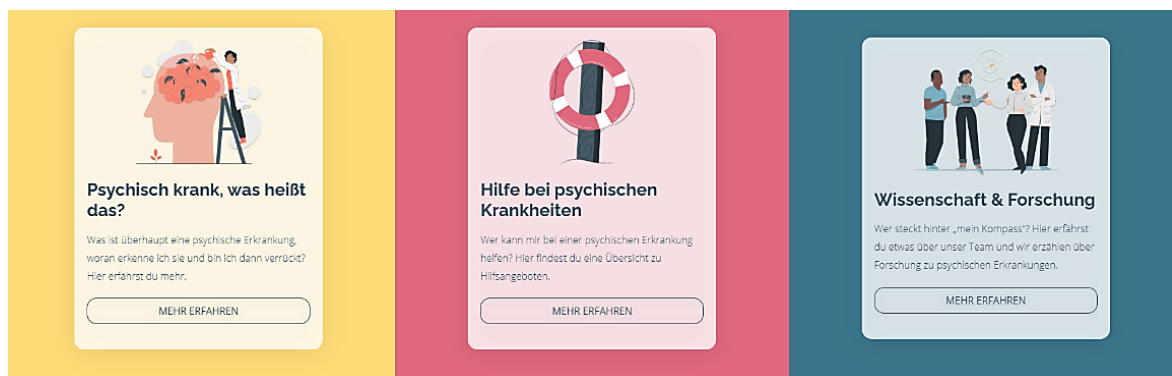 Psychisch krank, was heißt
das?
Was ist überhaupt eine psychische Erkrankung,
woran erkenne ich sie und bin ich dann verrückt?
Hier erfährst du mehr.
MEHR ERFAHREN
Hilfe bei psychischen
Krankheiten
Wer kann mir bei einer psychischen Erkrankung
helfen? Hier findest du eine Übersicht zu
Hilfsangeboten.
MEHR ERFAHREN
Wissenschaft & Forschung
Wer steckt hinter „mein Kompass“? Hier erfährst
du etwas über unser Team und wir erzählen über
Forschung zu psychischen Erkrankungen.
MEHR ERFAHREN